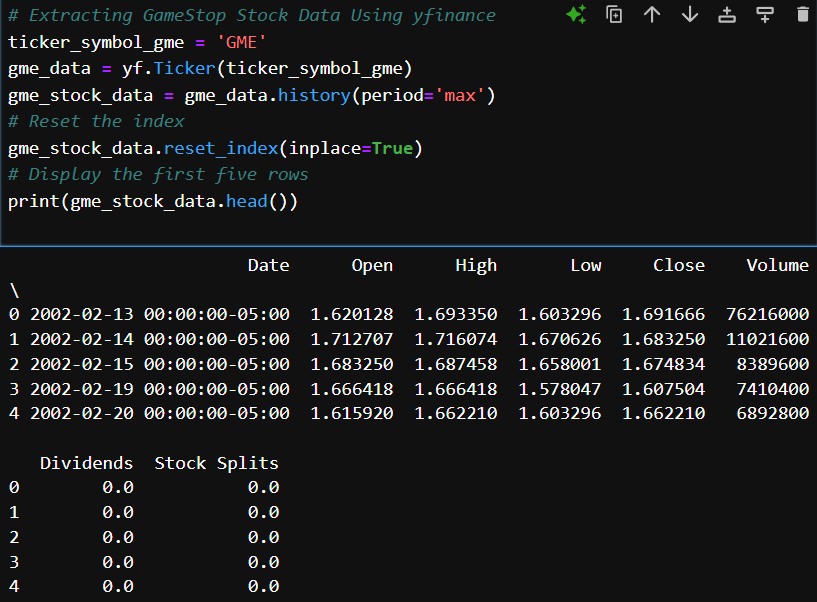 # Extracting GameStop Stock Data Using yfinance
ticker_symbol_gme = 'GME'
gme_data = yf.Ticker(ticker_symbol_gme)
gme_stock_data = gme_data.history(period='max')
# Reset the index
gme_stock_data.reset_index(inplace=True)
# Display the first five rows
print(gme_stock_data.head())
Date Open High Low Close Volume
\
0 2002-02-13 00:00:00-05:00 1.620128 1.693350 1.603296 1.691666 76216000
1 2002-02-14 00:00:00-05:00 1.712707 1.716074 1.670626 1.683250 11021600
2 2002-02-15 00:00:00-05:00 1.683250 1.687458 1.658001 1.674834 8389600
3 2002-02-19 00:00:00-05:00 1.666418 1.666418 1.578047 1.607504 7410400
4 2002-02-20 00:00:00-05:00 1.615920 1.662210 1.603296 1.662210 6892800
Dividends Stock Splits
0 0.0 0.0
1 0.0 0.0
2 0.0 0.0
3 0.0 0.0
4 0.0 0.0